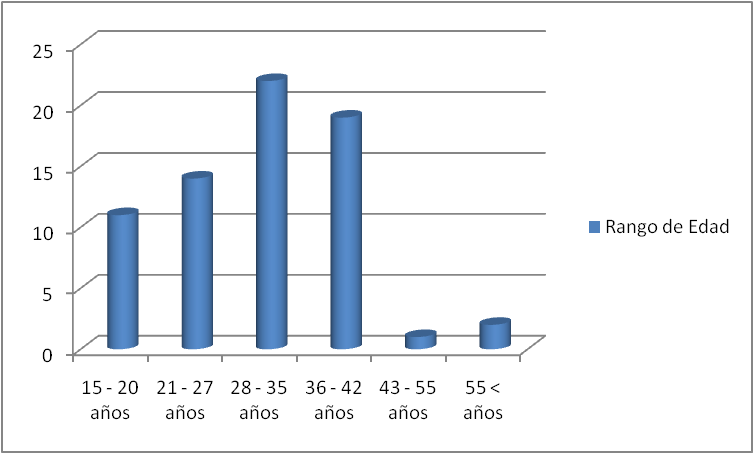 25
20
15
10
5
0
15 - 20 años
21 - 27 años
28 - 35 años
36 - 42 años
43 - 55 años
55 < años
Rango de Edad